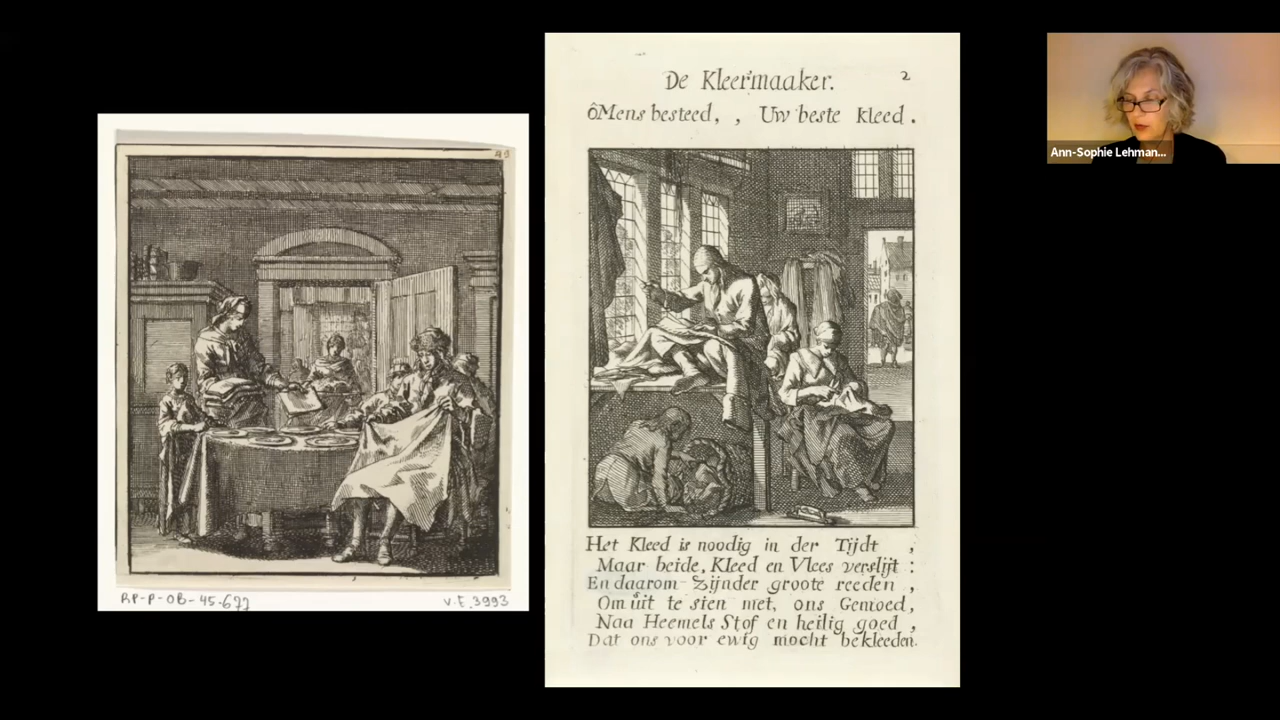 49
RP-P-OB-45.677
V.E. 3993
De Kleermaaker.
2
ôMens besteed, , Uw beste kleed.
Het Kleed is noodig in der Tijdt ,
Maar beide, Kleed en Vlees verslijt :
En daarom zijnder groote reeden ,
Om uit te sien met, ons Gemoed,
Naa Heemels Stof en heilig goed ,
Dat ons voor ewig mocht bekleeden.
Ann-Sophie Lehman...